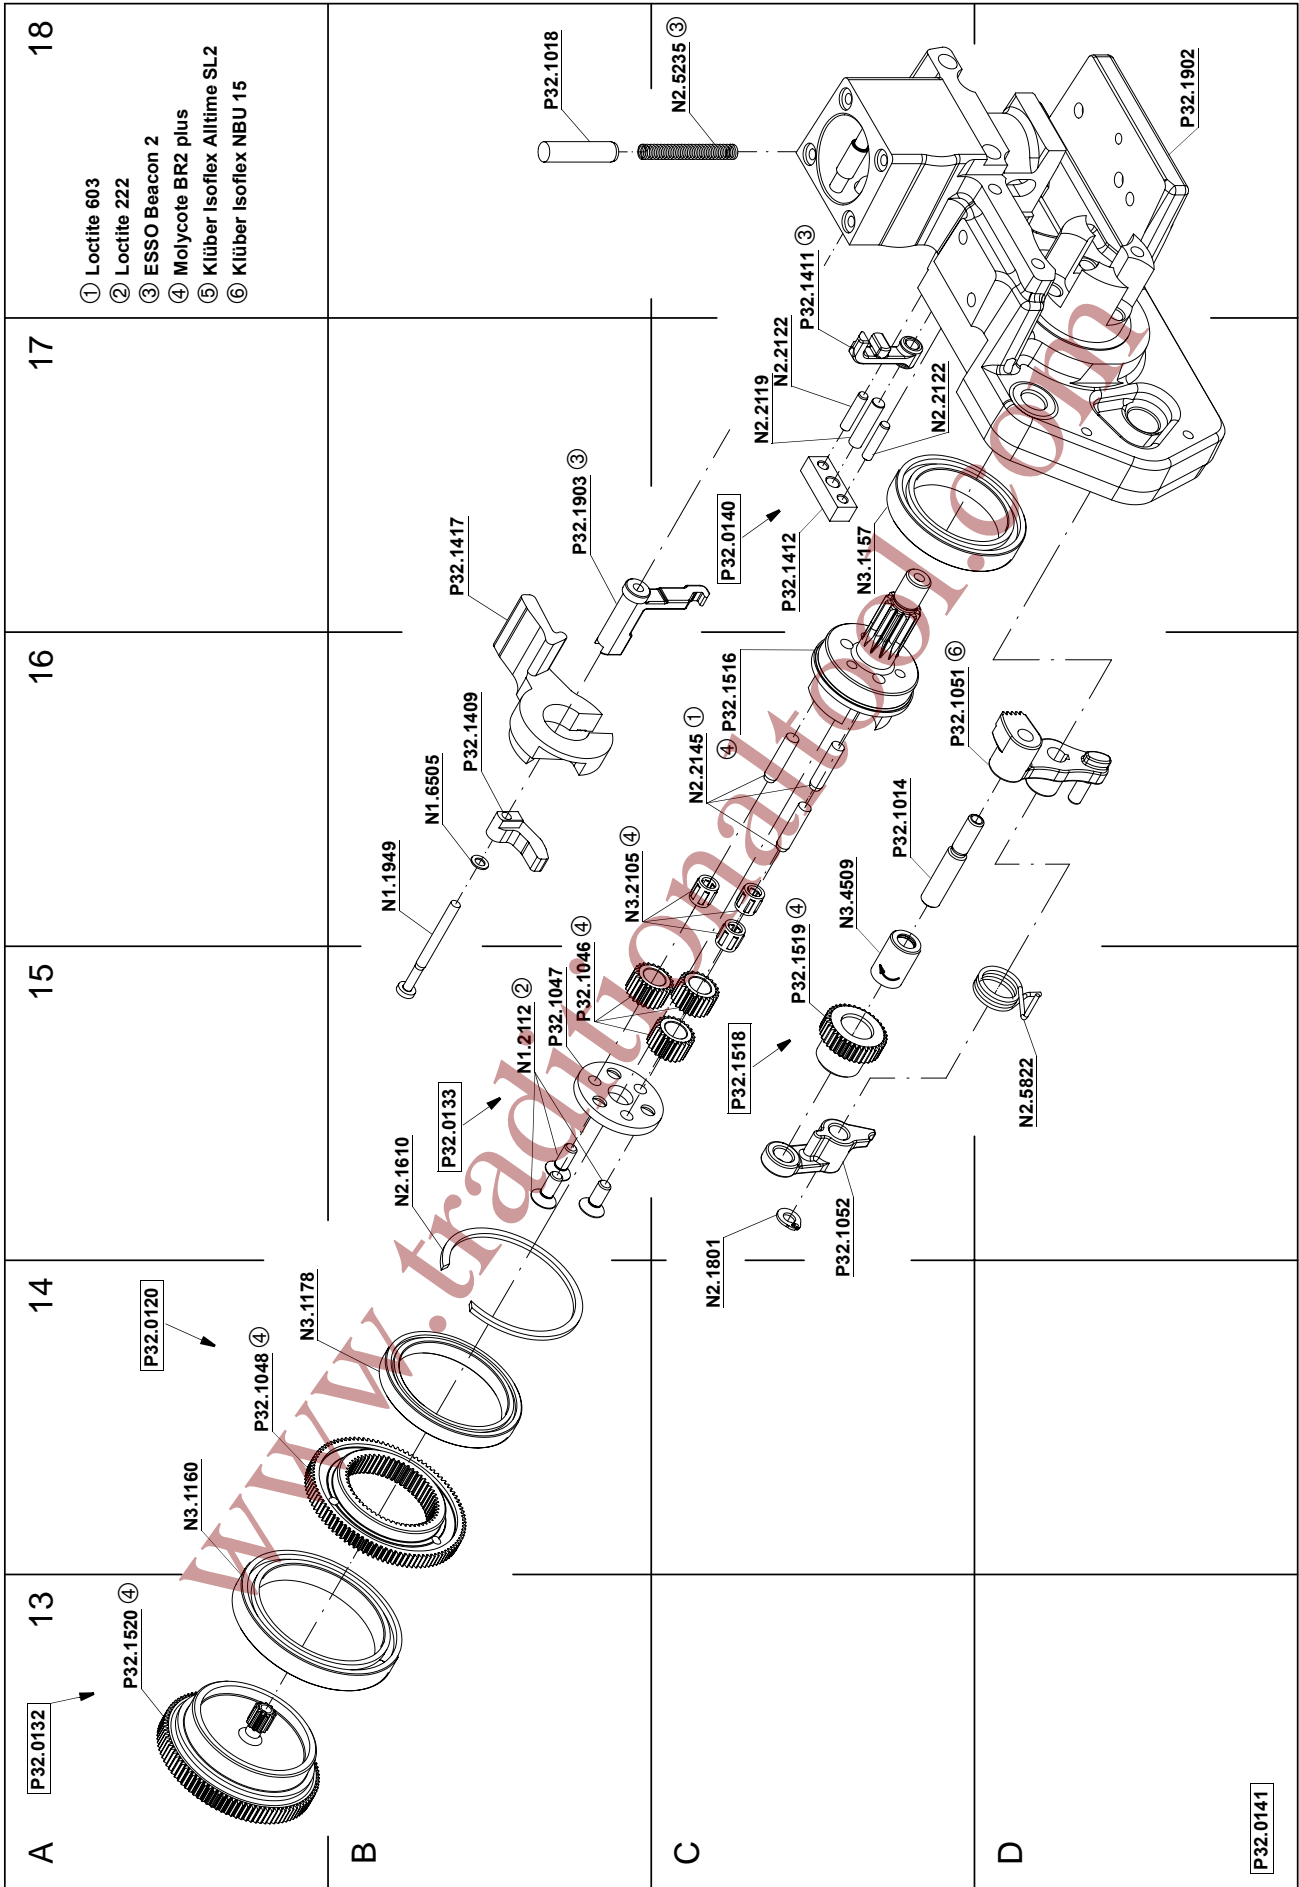 A
B
C
D
13
14
15
16
17
18
① Loctite 603
② Loctite 222
③ ESSO Beacon 2
④ Molycote BR2 plus
⑤ Klüber Isoflex Alltime SL2
⑥ Klüber Isoflex NBU 15
P32.0132
P32.1520 ④
N3.1160
P32.1048 ④
P32.0120
N3.1178
N2.1610
P32.0133
N1.2112 ②
P32.1047
P32.1046 ④
N3.2105 ④
N2.2145 ①
④
P32.1516
N1.1949
N1.6505
P32.1409
P32.1417
P32.1903 ③
P32.0140
P32.1412
N3.1157
N2.2119
N2.2122
N2.2122
P32.1411 ③
P32.1018
N2.5235 ③
P32.1902
N2.1801
P32.1052
P32.1518
P32.1519 ④
N3.4509
P32.1014
P32.1051 ⑥
N2.5822
P32.0141
www.traditionaltool.com